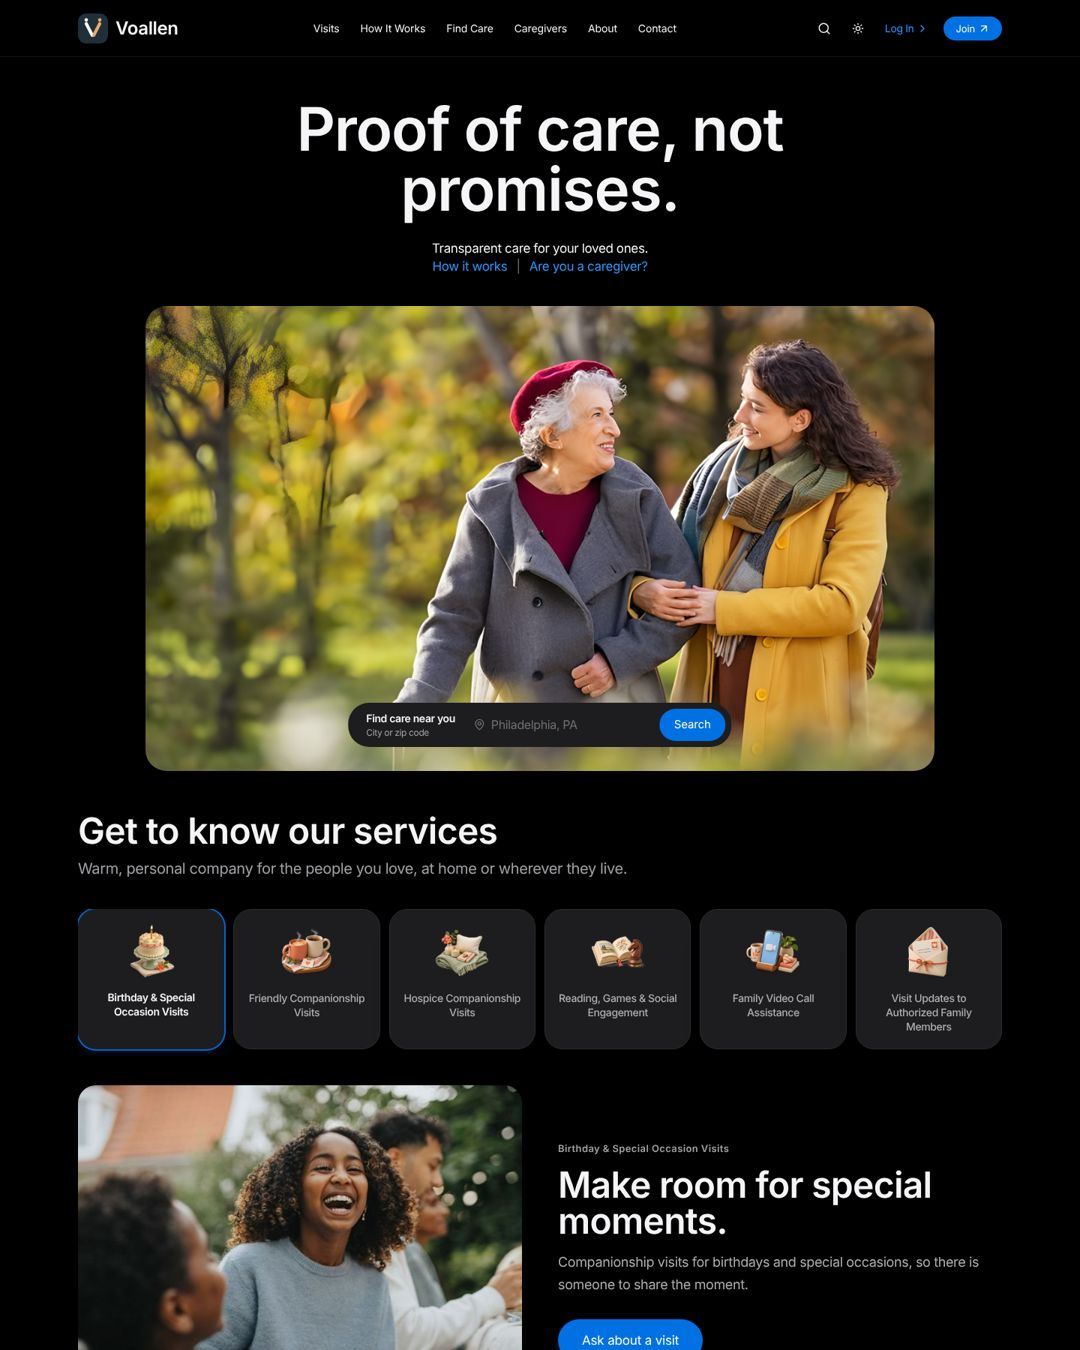 Voallen
Visits
How It Works
Find Care
Caregivers
About
Contact
Log In
Join
Proof of care, not
promises.
Transparent care for your loved ones.
How it works | Are you a caregiver?
Find care near you
City or zip code
Philadelphia, PA
Search
Get to know our services
Warm, personal company for the people you love, at home or wherever they live.
Birthday & Special
Occasion Visits
Friendly Companionship
Visits
Hospice Companionship
Visits
Reading, Games & Social
Engagement
Family Video Call
Assistance
Visit Updates to
Authorized Family
Members
Birthday & Special Occasion Visits
Make room for special
moments.
Companionship visits for birthdays and special occasions, so there is
someone to share the moment.
Ask about a visit